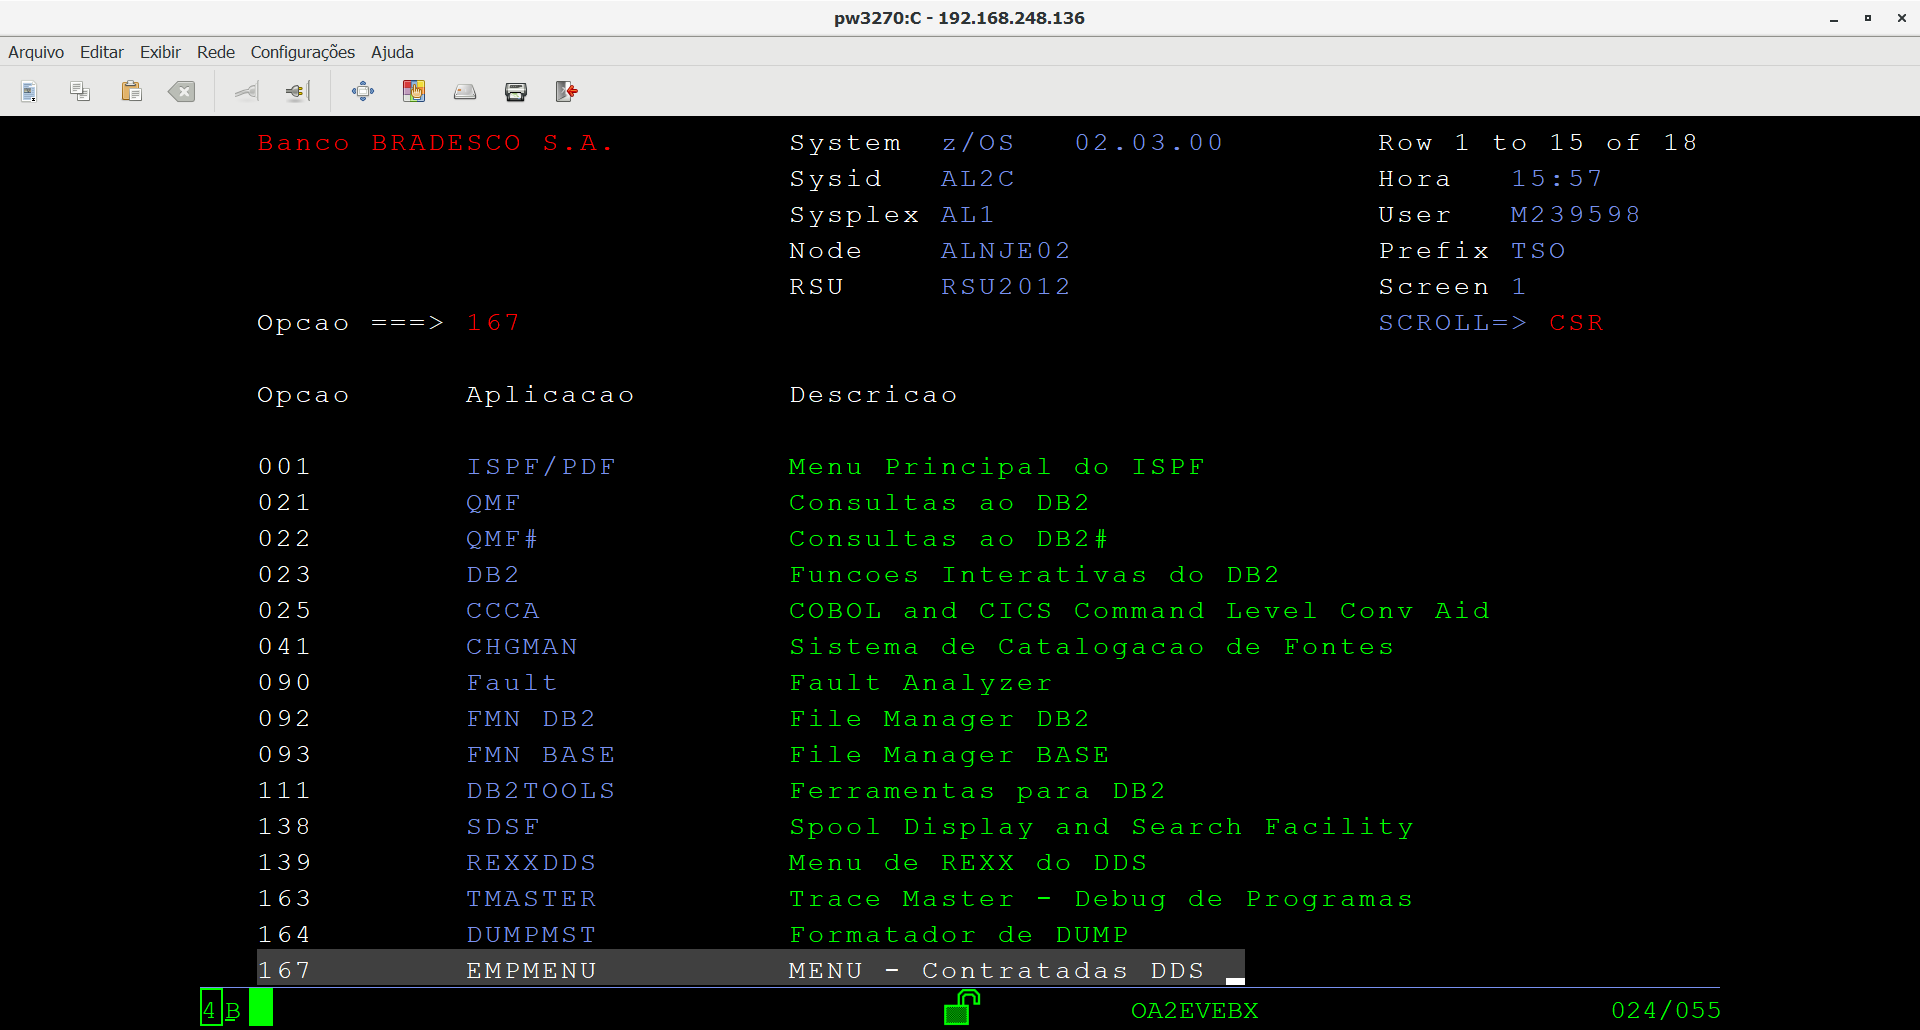 pw3270:C - 192.168.248.136
Arquivo Editar Exibir Rede Configurações Ajuda
Banco BRADESCO S.A. System z/OS 02.03.00 Row 1 to 15 of 18
Sysid AL2C Hora 15:57
Sysplex AL1 User M239598
Node ALNJE02 Prefix TSO
RSU RSU2012 Screen 1
Opcao ===> 167 SCROLL=> CSR
Opcao Aplicacao Descricao
001 ISPF/PDF Menu Principal do ISPF
021 QMF Consultas ao DB2
022 QMF# Consultas ao DB2#
023 DB2 Funcoes Interativas do DB2
025 CCCA COBOL and CICS Command Level Conv Aid
041 CHGMAN Sistema de Catalogacao de Fontes
090 Fault Fault Analyzer
092 FMN DB2 File Manager DB2
093 FMN BASE File Manager BASE
111 DB2TOOLS Ferramentas para DB2
138 SDSF Spool Display and Search Facility
139 REXXDDS Menu de REXX do DDS
163 TMASTER Trace Master - Debug de Programas
164 DUMPMST Formatador de DUMP
167 EMPMENU MENU - Contratadas DDS _
4 B OA2EVEBX 024/055